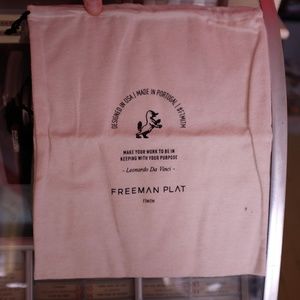 DESIGNED IN USA | MADE IN PORTUGAL | #FTMOTM
MAKE YOUR WORK TO BE IN
KEEPING WITH YOUR PURPOSE
- Leonardo Da Vinci -
FREEMAN PLAT